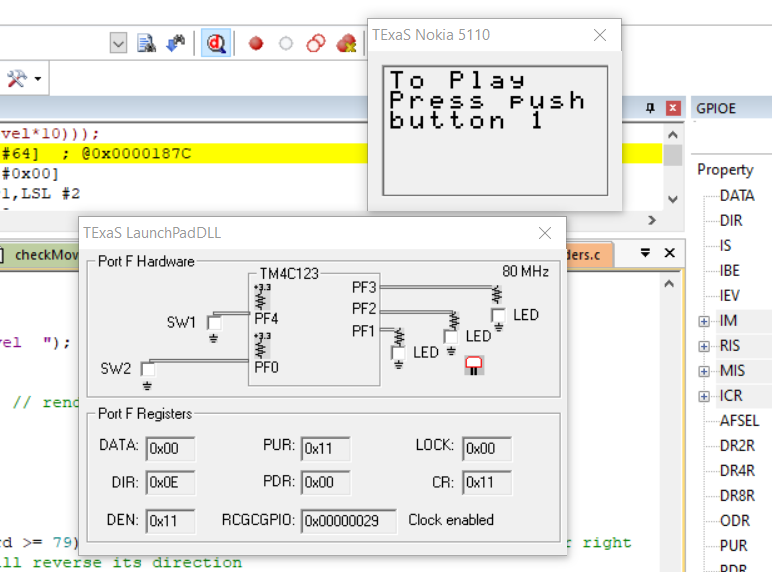 TExaS Nokia 5110
To Play
Press push
button 1
GPIOE
vel*10)));
#64]  ; @0x0000187C
#0x00]
1,LSL #2
Property
DATA
DIR
IS
IBE
IEV
IM
RIS
MIS
ICR
AFSEL
DR2R
DR4R
DR8R
ODR
PUR
PDR
TExaS LaunchPadDLL
checkMov
ders.c
Port F Hardware
TM4C123
80 MHz
+3.3
PF3
PF2
PF1
SW1
PF4
+3.3
LED
LED
LED
SW2
PF0
vel  ");
// rend
Port F Registers
DATA: 0x00 PUR: 0x11 LOCK: 0x00
DIR: 0x0E PDR: 0x00 CR: 0x11
DEN: 0x11 RCGCGPIO: 0x00000029 Clock enabled
rd >= 79) r right
ll reverse its direction